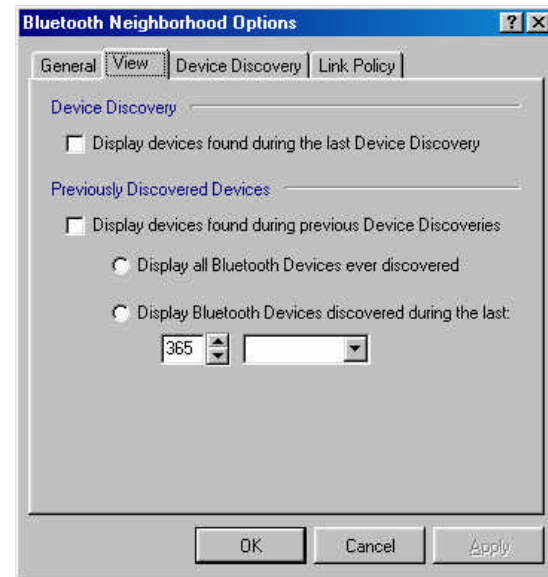 Bluetooth Neighborhood Options
General View Device Discovery Link Policy
Device Discovery
Display devices found during the last Device Discovery
Previously Discovered Devices
Display devices found during previous Device Discoveries
Display all Bluetooth Devices ever discovered
Display Bluetooth Devices discovered during the last:
365
OK Cancel Apply